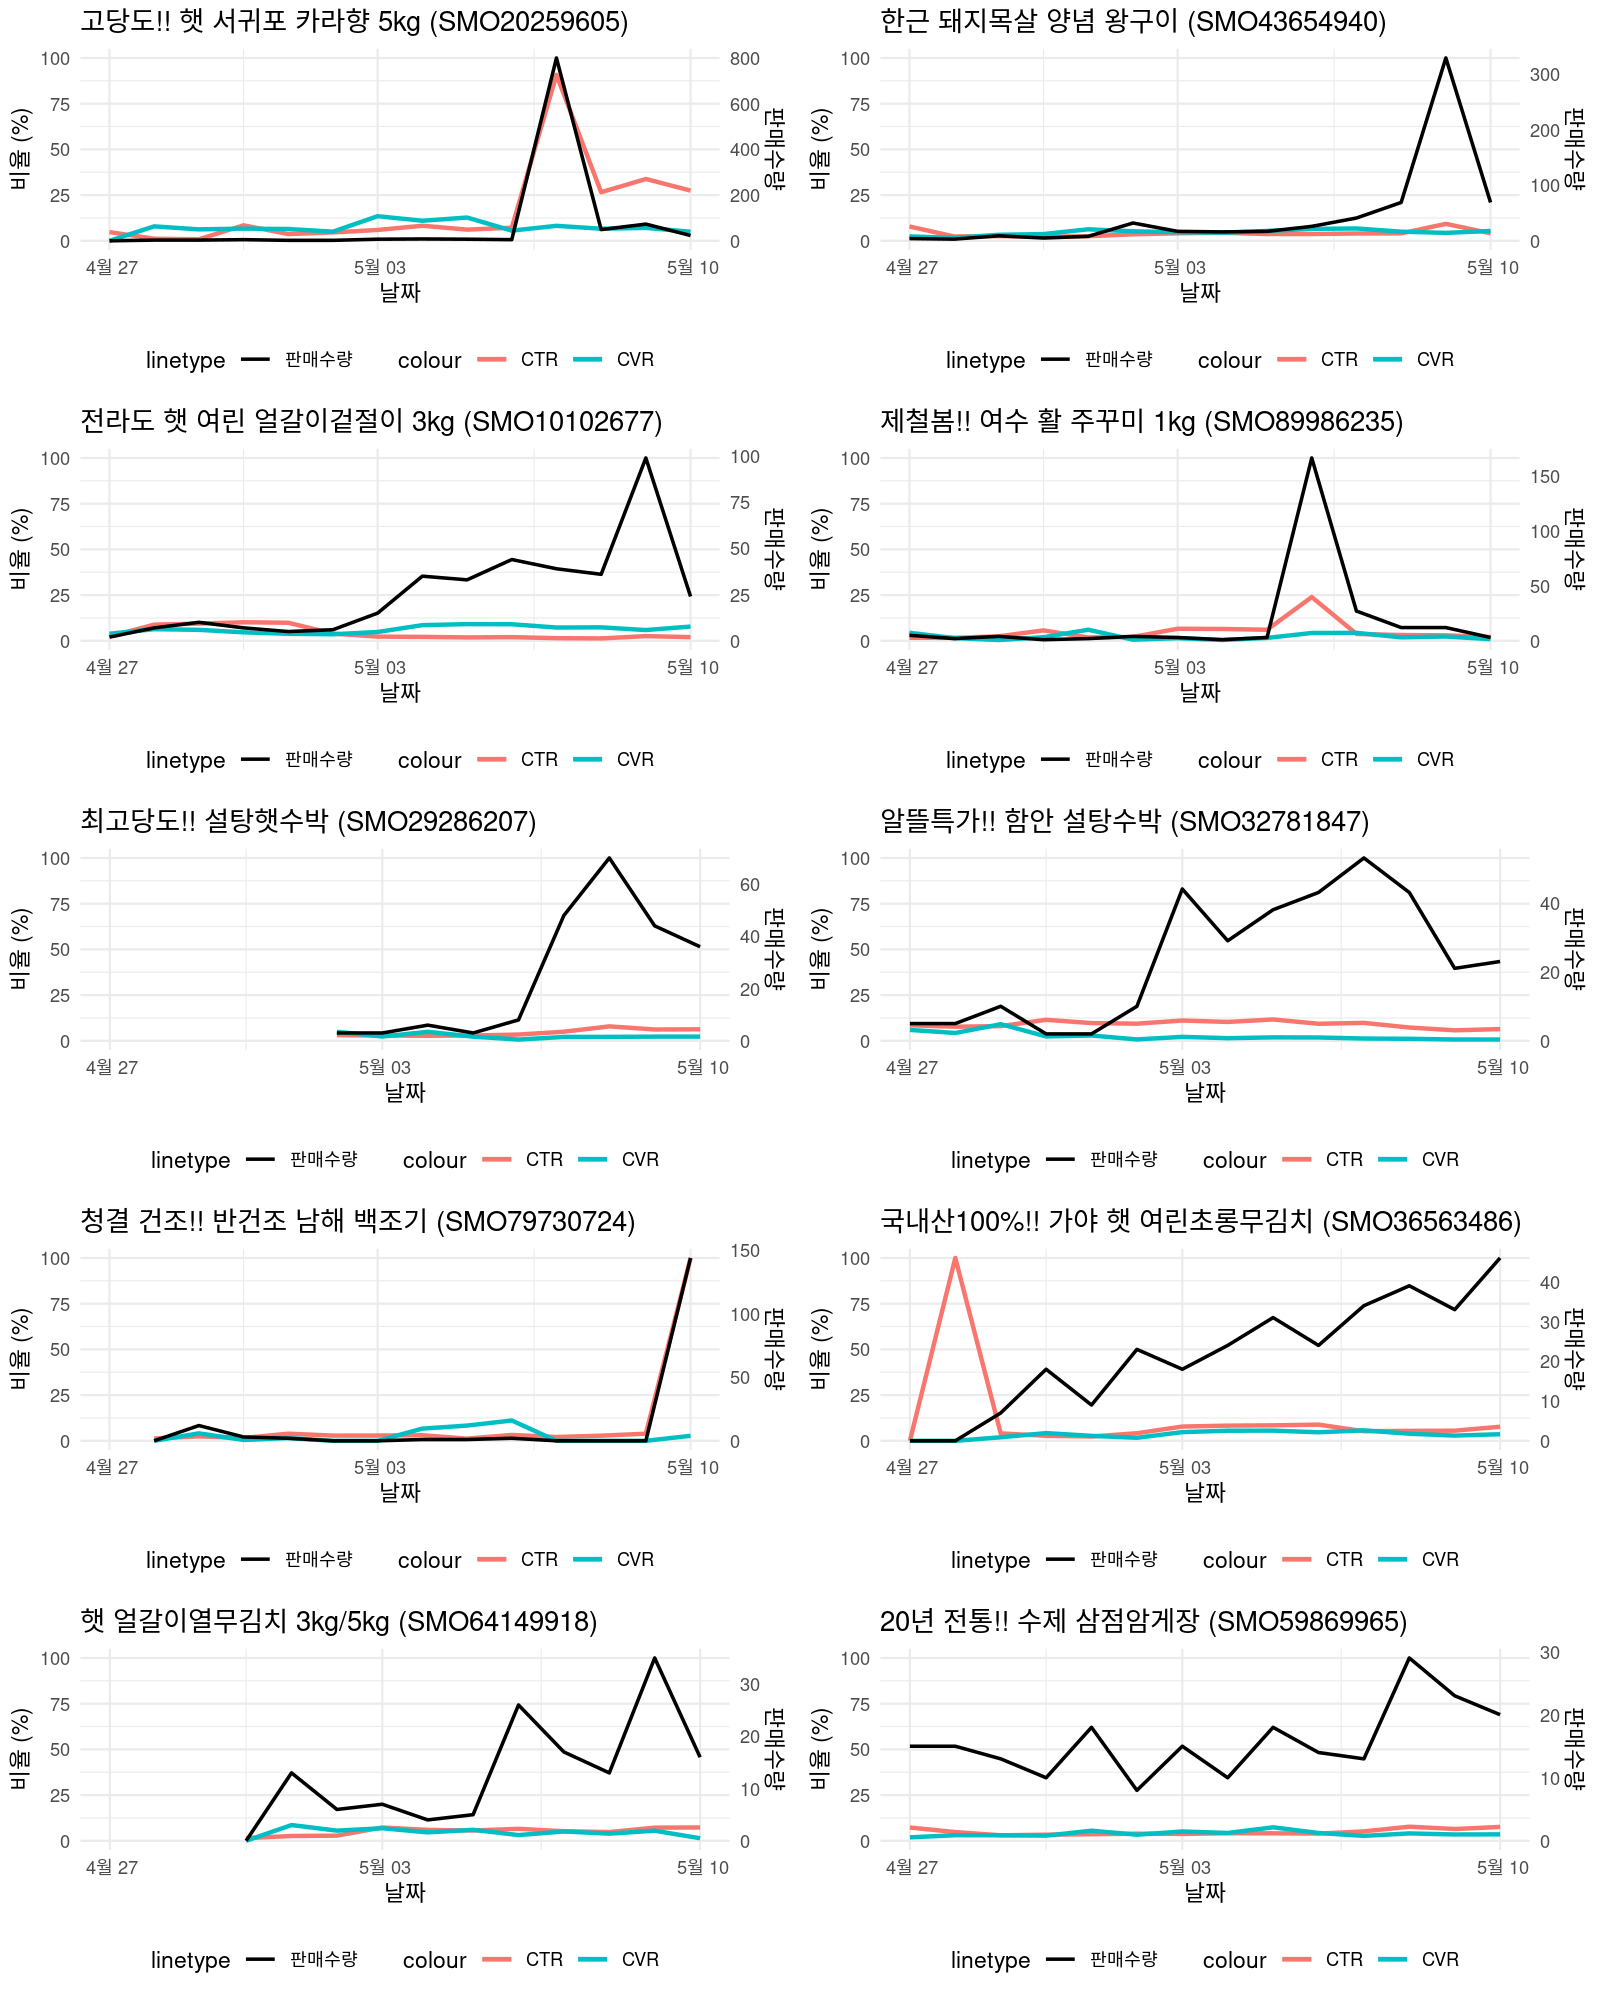 고당도!! 햇 서귀포 카라향 5kg (SMO20259605)
비율 (%)
100
75
50
25
0
800
600
400
200
0
판매수량
4월 27
5월 03
5월 10
날짜
linetype 판매수량 colour CTR CVR
한근 돼지목살 양념 왕구이 (SMO43654940)
비율 (%)
100
75
50
25
0
300
200
100
0
판매수량
4월 27
5월 03
5월 10
날짜
linetype 판매수량 colour CTR CVR
전라도 햇 여린 얼갈이겉절이 3kg (SMO10102677)
비율 (%)
100
75
50
25
0
100
75
50
25
0
판매수량
4월 27
5월 03
5월 10
날짜
linetype 판매수량 colour CTR CVR
제철봄!! 여수 활 주꾸미 1kg (SMO89986235)
비율 (%)
100
75
50
25
0
150
100
50
0
판매수량
4월 27
5월 03
5월 10
날짜
linetype 판매수량 colour CTR CVR
최고당도!! 설탕햇수박 (SMO29286207)
비율 (%)
100
75
50
25
0
60
40
20
0
판매수량
4월 27
5월 03
5월 10
날짜
linetype 판매수량 colour CTR CVR
알뜰특가!! 함안 설탕수박 (SMO32781847)
비율 (%)
100
75
50
25
0
40
20
0
판매수량
4월 27
5월 03
5월 10
날짜
linetype 판매수량 colour CTR CVR
청결 건조!! 반건조 남해 백조기 (SMO79730724)
비율 (%)
100
75
50
25
0
150
100
50
0
판매수량
4월 27
5월 03
5월 10
날짜
linetype 판매수량 colour CTR CVR
국내산100%!! 가야 햇 여린초롱무김치 (SMO36563486)
비율 (%)
100
75
50
25
0
40
30
20
10
0
판매수량
4월 27
5월 03
5월 10
날짜
linetype 판매수량 colour CTR CVR
햇 얼갈이열무김치 3kg/5kg (SMO64149918)
비율 (%)
100
75
50
25
0
30
20
10
0
판매수량
4월 27
5월 03
5월 10
날짜
linetype 판매수량 colour CTR CVR
20년 전통!! 수제 삼점암게장 (SMO59869965)
비율 (%)
100
75
50
25
0
30
20
10
0
판매수량
4월 27
5월 03
5월 10
날짜
linetype 판매수량 colour CTR CVR